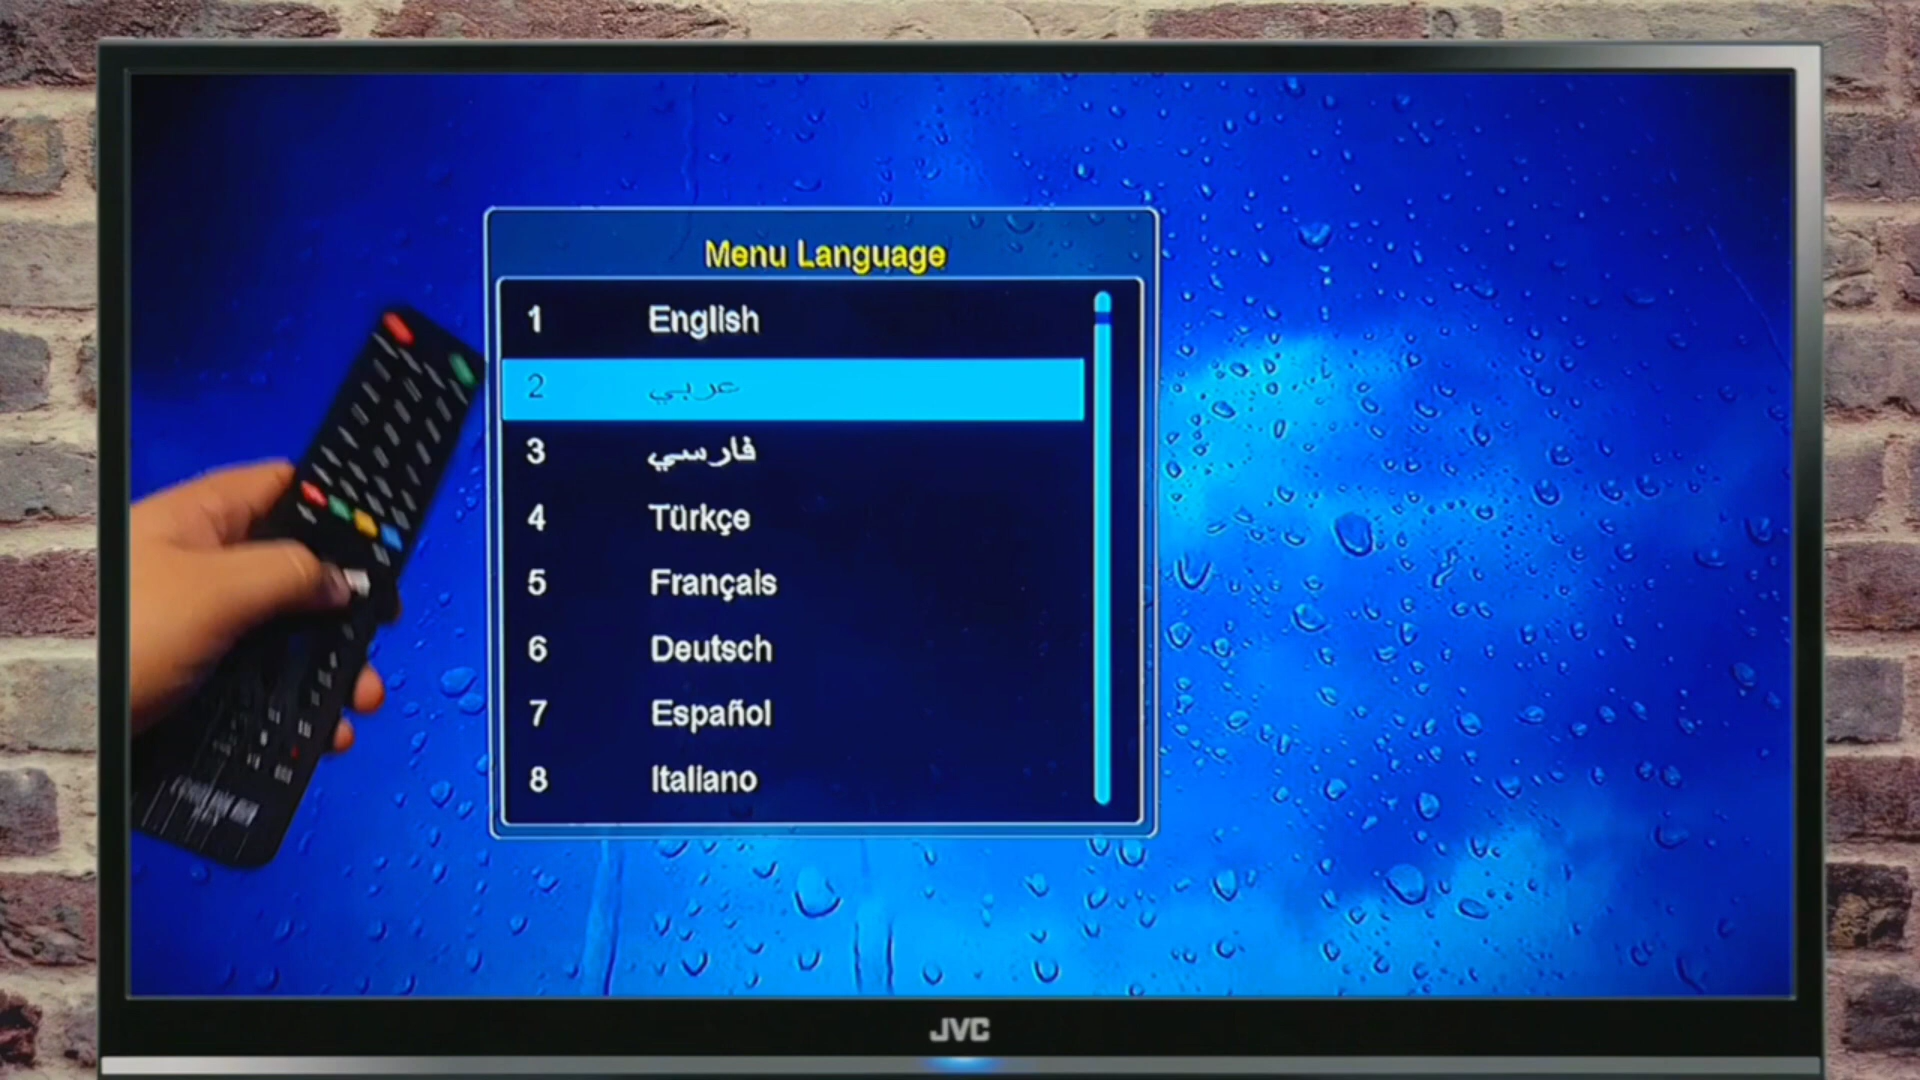 Menu Language
1 English
2 عربي
3 فارسي
4 Türkçe
5 Français
6 Deutsch
7 Español
8 Italiano
JVC